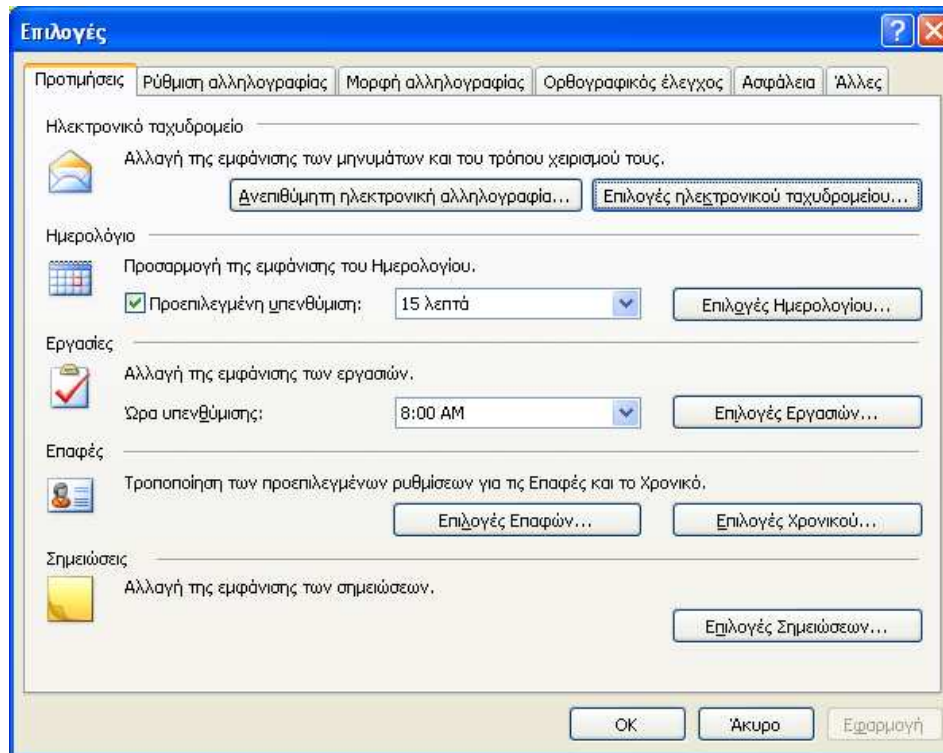 Επιλογές
Προτιμήσεις Ρύθμιση αλληλογραφίας Μορφή αλληλογραφίας Ορθογραφικός έλεγχος Ασφάλεια Άλλες
Ηλεκτρονικό ταχυδρομείο
Αλλαγή της εμφάνισης των μηνυμάτων και του τρόπου χειρισμού τους.
Ανεπιθύμητη ηλεκτρονική αλληλογραφία... Επιλογές ηλεκτρονικού ταχυδρομείου...
Ημερολόγιο
Προσαρμογή της εμφάνισης του Ημερολογίου.
Προεπιλεγμένη υπενθύμιση: 15 λεπτά Επιλογές Ημερολογίου...
Εργασίες
Αλλαγή της εμφάνισης των εργασιών.
Ώρα υπενθύμισης: 8:00 AM Επιλογές Εργασιών...
Επαφές
Τροποποίηση των προεπιλεγμένων ρυθμίσεων για τις Επαφές και το Χρονικό.
Επιλογές Επαφών... Επιλογές Χρονικού...
Σημειώσεις
Αλλαγή της εμφάνισης των σημειώσεων.
Επιλογές Σημειώσεων...
OK Άκυρο Εφαρμογή